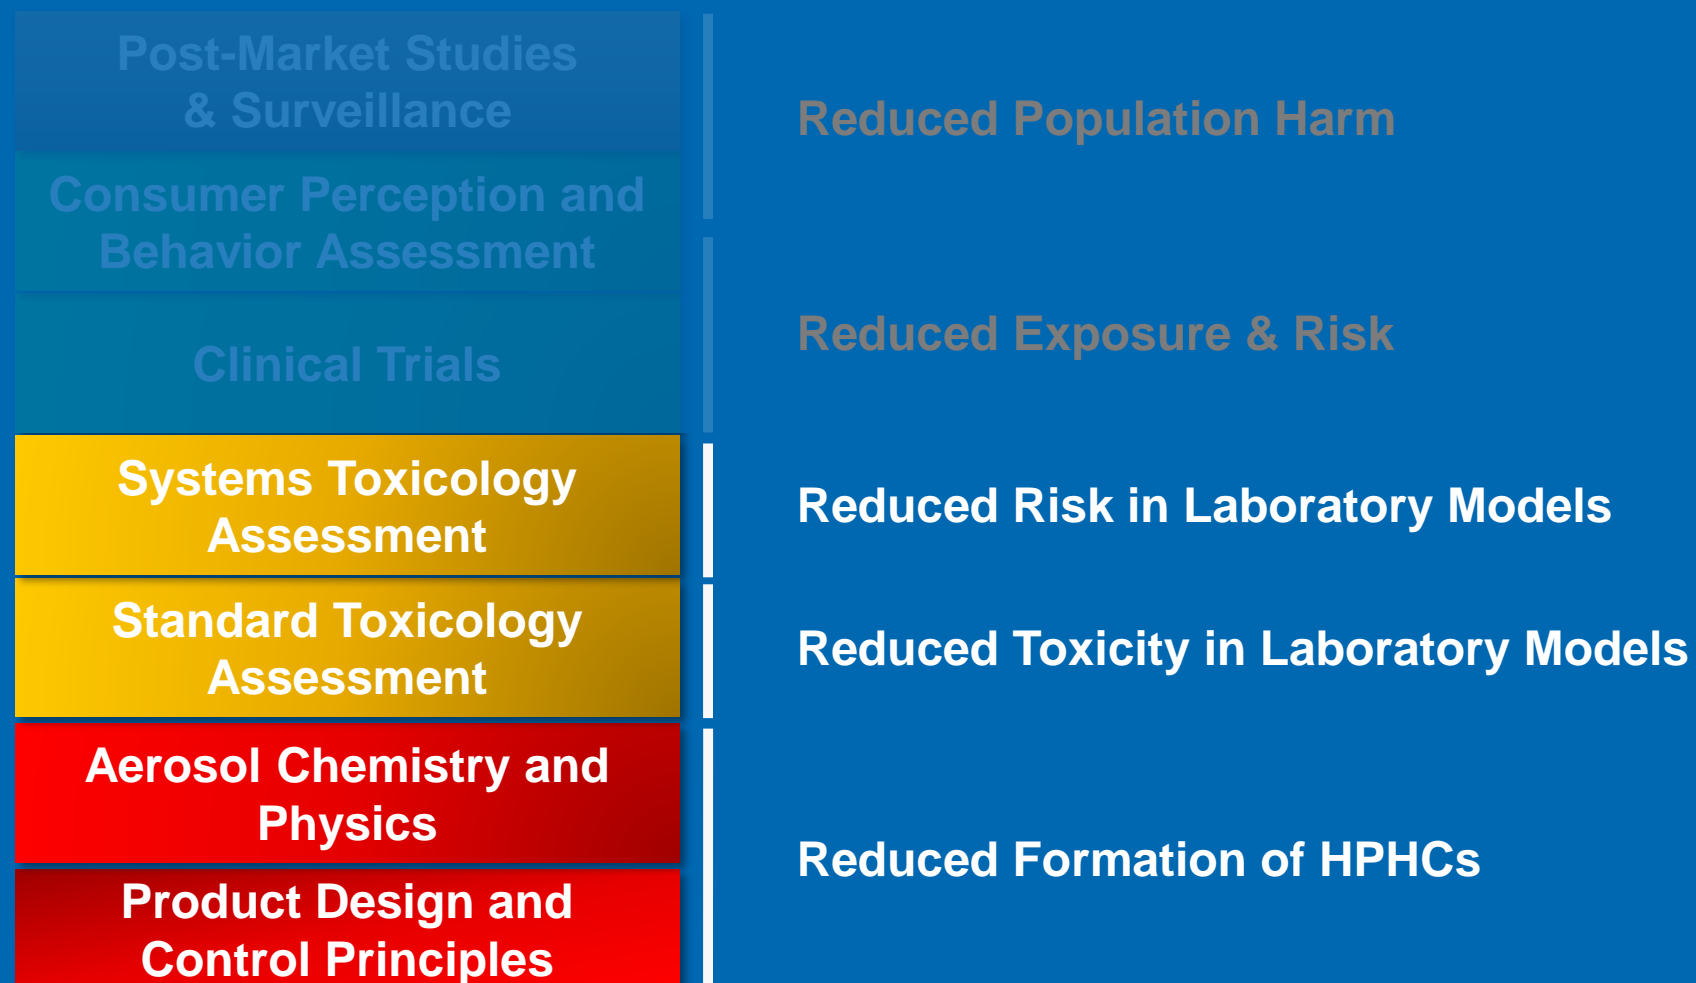 Post-Market Studies
& Surveillance
Reduced Population Harm
Consumer Perception and
Behavior Assessment
Reduced Exposure & Risk
Clinical Trials
Systems Toxicology
Assessment
Reduced Risk in Laboratory Models
Standard Toxicology
Assessment
Reduced Toxicity in Laboratory Models
Aerosol Chemistry and
Physics
Reduced Formation of HPHCs
Product Design and
Control Principles